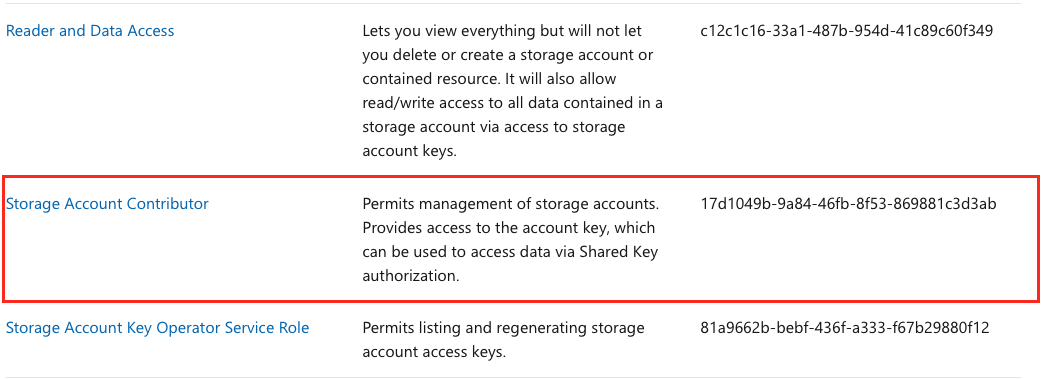 Reader and Data Access
Lets you view everything but will not let
you delete or create a storage account or
contained resource. It will also allow
read/write access to all data contained in a
storage account via access to storage
account keys.
c12c1c16-33a1-487b-954d-41c89c60f349
Storage Account Contributor
Permits management of storage accounts.
Provides access to the account key, which
can be used to access data via Shared Key
authorization.
17d1049b-9a84-46fb-8f53-869881c3d3ab
Storage Account Key Operator Service Role
Permits listing and regenerating storage
account access keys.
81a9662b-bebf-436f-a333-f67b29880f12